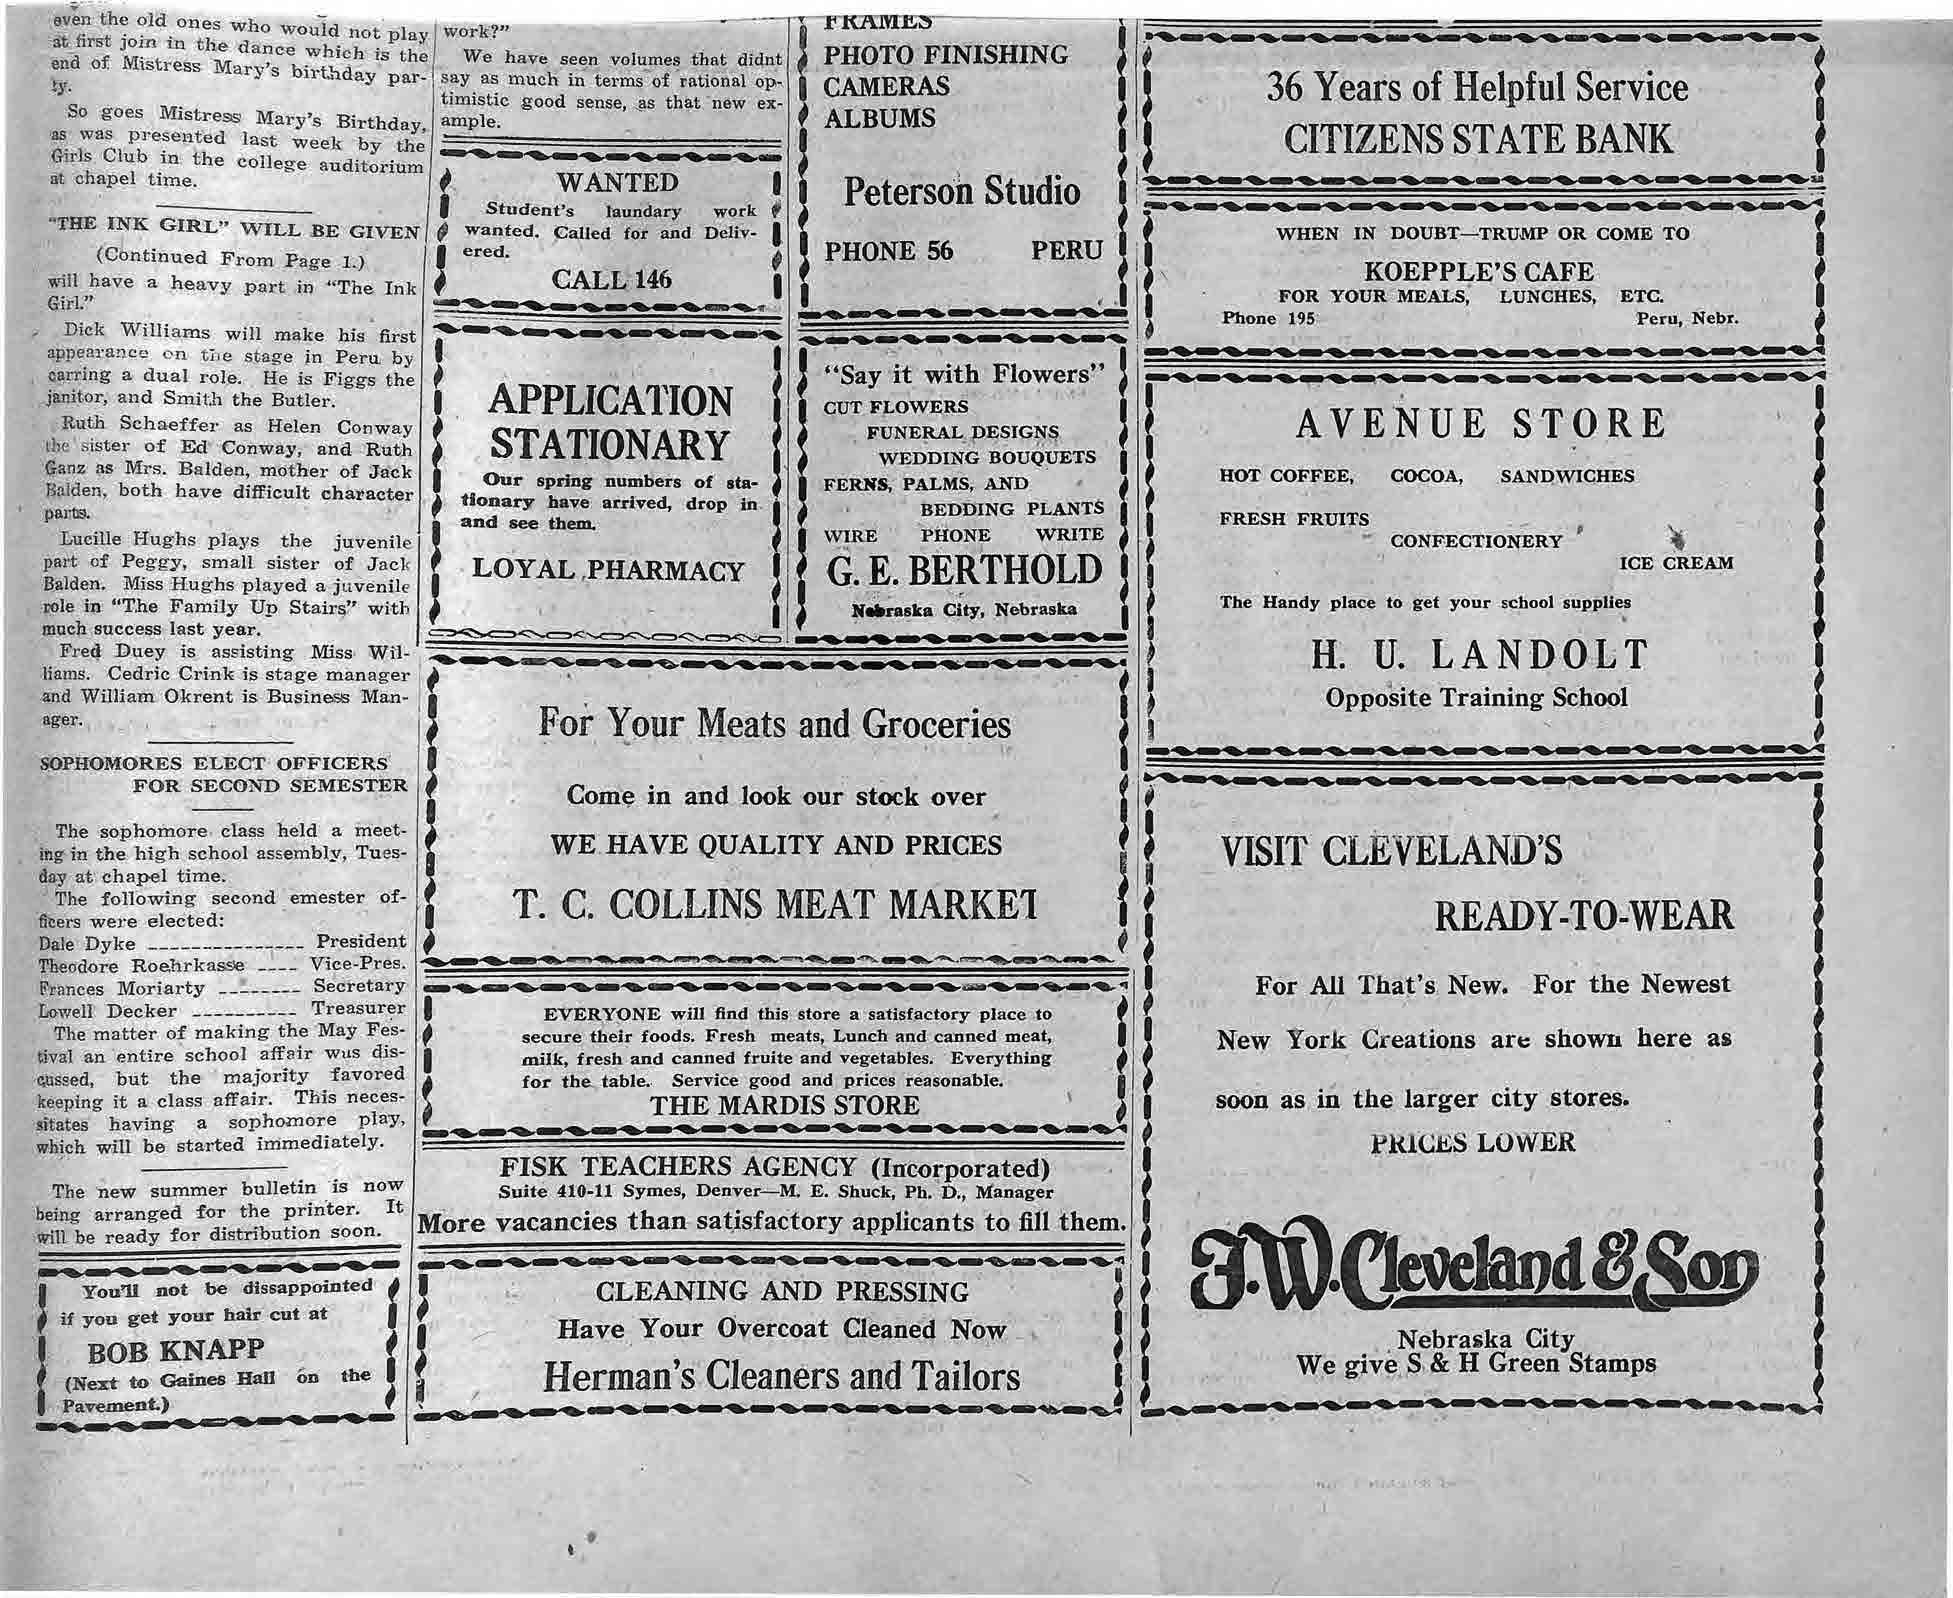 even the old ones who would not play
at first join in the dance which is the
end of Mistress Mary's birthday par-
ty.
So goes Mistress Mary's Birthday,
as was presented last week by the
Girls Club in the college auditorium
at chapel time.
"THE INK GIRL" WILL BE GIVEN
(Continued From Page 1.)
will have a heavy part in "The Ink
Girl."
Dick Williams will make his first
appearance on the stage in Peru by
carring a dual role. He is Figgs the
janitor, and Smith the Butler.
Ruth Schaeffer as Helen Conway
the sister of Ed Conway, and Ruth
Ganz as Mrs. Balden, mother of Jack
Balden, both have difficult character
parts.
Lucille Hughs plays the juvenile
part of Peggy, small sister of Jack
Balden. Miss Hughs played a juvenile
role in "The Family Up Stairs" with
much success last year.
Fred Duey is assisting Miss Wil-
liams. Cedric Crink is stage manager
and William Okrent is Business Man-
ager.
SOPHOMORES ELECT OFFICERS
FOR SECOND SEMESTER
The sophomore class held a meet-
ing in the high school assembly, Tues-
day at chapel time.
The following second emester of-
ficers were elected:
Dale Dyke --------------- President
Theodore Roehrkasse ---- Vice-Pres.
Frances Moriarty -------- Secretary
Lowell Decker ---------- Treasurer
The matter of making the May Fes-
tival an entire school affair wus dis-
cussed, but the majority favored
keeping it a class affair. This neces-
sitates having a sophomore play,
which will be started immediately.
The new summer bulletin is now
being arranged for the printer. It
will be ready for distribution soon.
You'll not be dissappointed
if you get your hair cut at
BOB KNAPP
(Next to Gaines Hall on the
Pavement.)
work?"
We have seen volumes that didnt
say as much in terms of rational op-
timistic good sense, as that new ex-
ample.
WANTED
Student's laundary work
wanted. Called for and Deliv-
ered.
CALL 146
APPLICATION
STATIONARY
Our spring numbers of sta-
tionary have arrived, drop in
and see them.
LOYAL PHARMACY
FRAMES
PHOTO FINISHING
CAMERAS
ALBUMS
Peterson Studio
PHONE 56 PERU
"Say it with Flowers"
CUT FLOWERS
FUNERAL DESIGNS
WEDDING BOUQUETS
FERNS, PALMS, AND
BEDDING PLANTS
WIRE PHONE WRITE
G. E. BERTHOLD
Nebraska City, Nebraska
For Your Meats and Groceries
Come in and look our stock over
WE HAVE QUALITY AND PRICES
T. C. COLLINS MEAT MARKET
EVERYONE will find this store a satisfactory place to
secure their foods. Fresh meats, Lunch and canned meat,
milk, fresh and canned fruite and vegetables. Everything
for the table. Service good and prices reasonable.
THE MARDIS STORE
FISK TEACHERS AGENCY (Incorporated)
Suite 410-11 Symes, Denver—M. E. Shuck, Ph. D., Manager
More vacancies than satisfactory applicants to fill them.
CLEANING AND PRESSING
Have Your Overcoat Cleaned Now
Herman's Cleaners and Tailors
36 Years of Helpful Service
CITIZENS STATE BANK
WHEN IN DOUBT—TRUMP OR COME TO
KOEPPLE'S CAFE
FOR YOUR MEALS, LUNCHES, ETC.
Phone 195 Peru, Nebr.
AVENUE STORE
HOT COFFEE, COCOA, SANDWICHES
FRESH FRUITS
CONFECTIONERY
ICE CREAM
The Handy place to get your school supplies
H. U. LANDOLT
Opposite Training School
VISIT CLEVELAND'S
READY-TO-WEAR
For All That's New. For the Newest
New York Creations are shown here as
soon as in the larger city stores.
PRICES LOWER
F.W. Cleveland & Son
Nebraska City
We give S & H Green Stamps